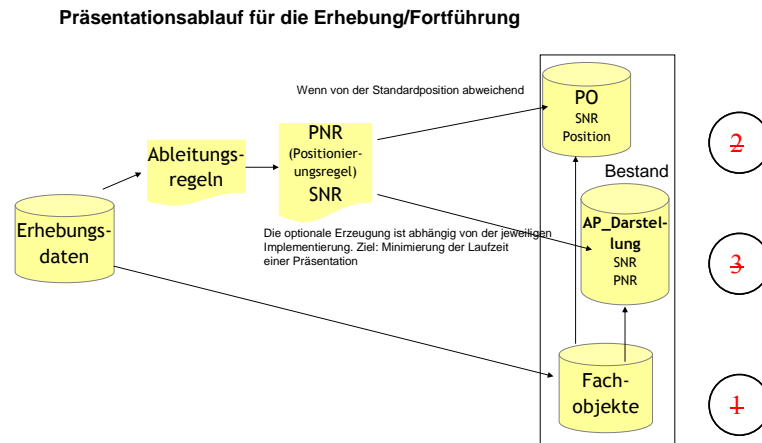 Präsentationsablauf für die Erhebung/Fortführung
Wenn von der Standardposition abweichend
PO
SNR
Position
2
Ableitungs-
regeln
PNR
(Positionier-
ungsregel)
SNR
Bestand
Erhebungs-
daten
Die optionale Erzeugung ist abhängig von der jeweiligen
Implementierung. Ziel: Minimierung der Laufzeit
einer Präsentation
AP_Darstel-
lung
SNR
PNR
3
Fach-
objekte
1